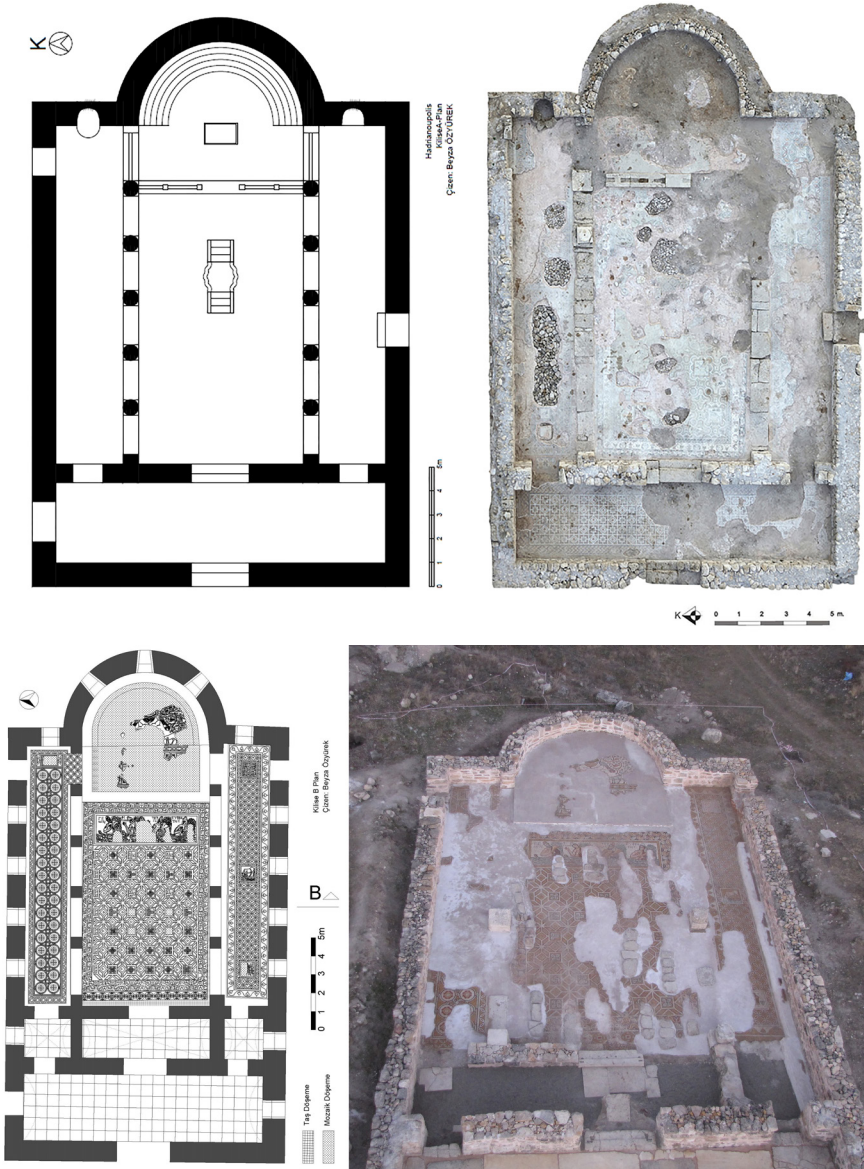 K
Hadrianoupolis
KiliseA-Plan
Çizen: Beyza ÖZYÜREK
0 1 2 3 4 5m
K
0 1 2 3 4 5 m.
Kilise B Plan
Çizen: Beyza Özyürek
B
0 1 2 3 4 5m
Taş Döşeme
Mozaik Döşeme